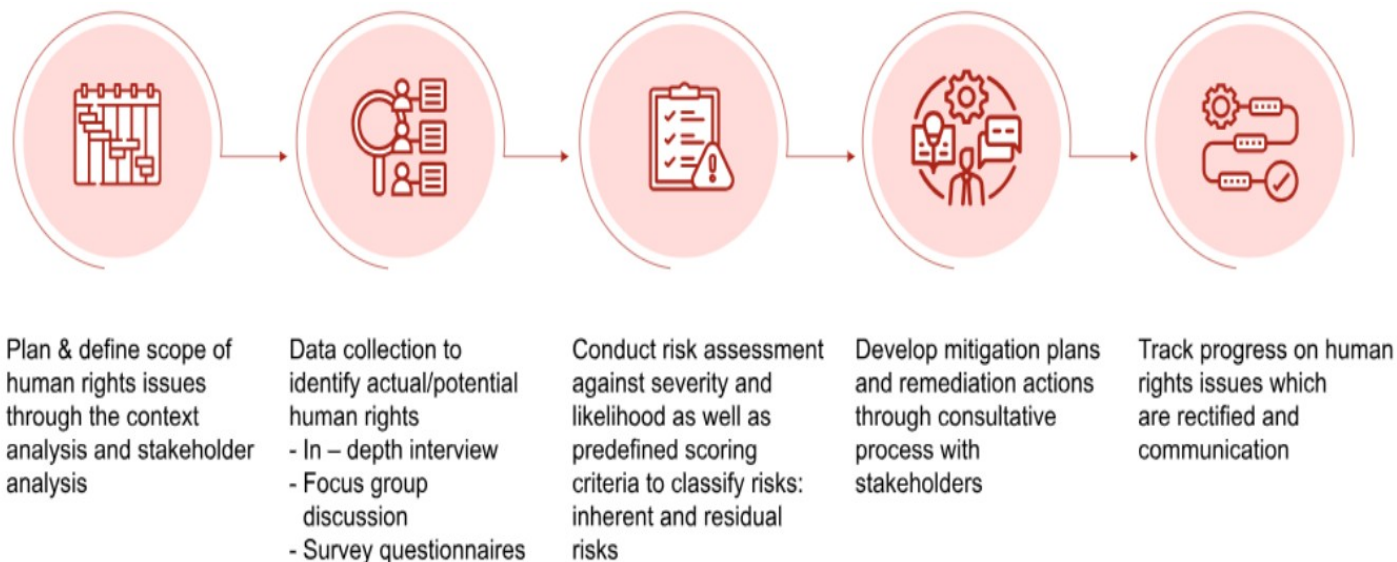 Plan & define scope of
human rights issues
through the context
analysis and stakeholder
analysis
Data collection to
identify actual/potential
human rights
- In – depth interview
- Focus group
discussion
- Survey questionnaires
Conduct risk assessment
against severity and
likelihood as well as
predefined scoring
criteria to classify risks:
inherent and residual
risks
Develop mitigation plans
and remediation actions
through consultative
process with
stakeholders
Track progress on human
rights issues which
are rectified and
communication